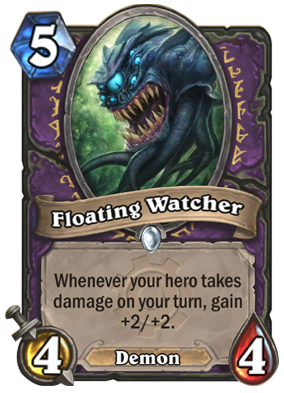 5
Floating Watcher
Whenever your hero takes
damage on your turn, gain
+2/+2.
4
Demon
4